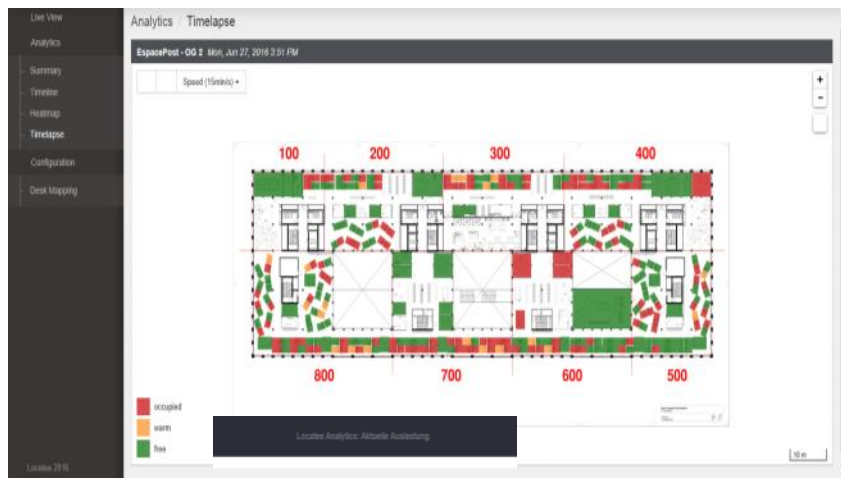 Live View
Analytics
Summary
Timeline
Heatmap
Timelapse
Configuration
Desk Mapping
Locatee 2016
Analytics / Timelapse
EspacePost - OG 2 Mon, Jun 27, 2016 3:51 PM
Speed (15min/s)
+
-
100 200 300 400
800 700 600 500
occupied
warm
free
Locatee Analytics: Aktuelle Auslastung
10 m